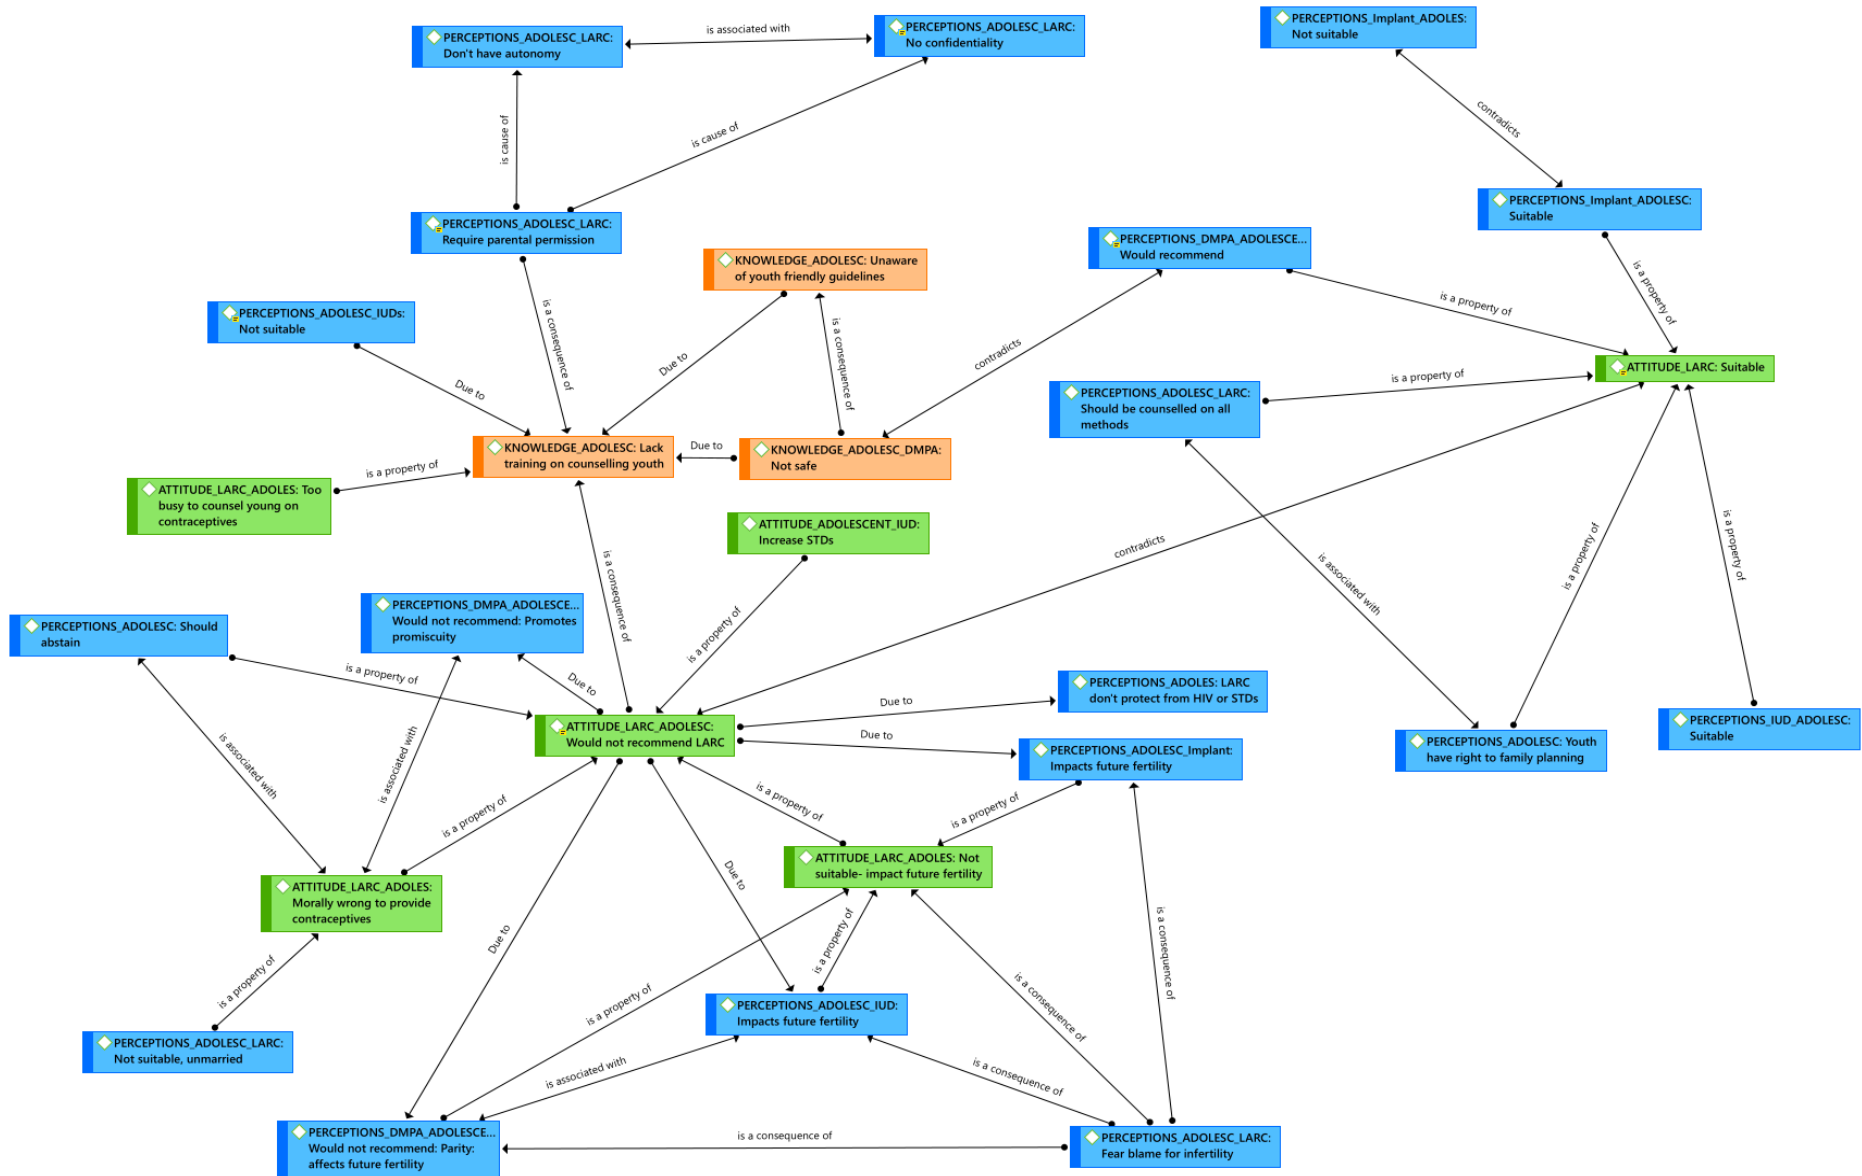 PERCEPTIONS_ADOLESC_LARC:
Don't have autonomy
is associated with
PERCEPTIONS_ADOLESC_LARC:
No confidentiality
PERCEPTIONS_Implant_ADOLES:
Not suitable
is cause of
is cause of
contradicts
PERCEPTIONS_ADOLESC_LARC:
Require parental permission
PERCEPTIONS_Implant_ADOLESC:
Suitable
KNOWLEDGE_ADOLESC: Unaware
of youth friendly guidelines
PERCEPTIONS_DMPA_ADOLESCE...
Would recommend
PERCEPTIONS_ADOLESC_IUDs:
Not suitable
is a consequence of
Due to
Due to
is a consequence of
contradicts
is a property of
is a property of
ATTITUDE_LARC: Suitable
PERCEPTIONS_ADOLESC_LARC:
Should be counselled on all
methods
is a property of
KNOWLEDGE_ADOLESC: Lack
training on counselling youth
Due to
KNOWLEDGE_ADOLESC_DMPA:
Not safe
is a property of
ATTITUDE_LARC_ADOLES: Too
busy to counsel young on
contraceptives
ATTITUDE_ADOLESCENT_IUD:
Increase STDs
is a consequence of
is a property of
contradicts
is associated with
is a property of
is a property of
PERCEPTIONS_ADOLESC: Should
abstain
PERCEPTIONS_DMPA_ADOLESCE...
Would not recommend: Promotes
promiscuity
is a property of
Due to
ATTITUDE_LARC_ADOLESC:
Would not recommend LARC
Due to
PERCEPTIONS_ADOLES: LARC
don't protect from HIV or STDs
Due to
PERCEPTIONS_ADOLESC_Implant:
Impacts future fertility
PERCEPTIONS_ADOLESC: Youth
have right to family planning
PERCEPTIONS_IUD_ADOLESC:
Suitable
is associated with
is associated with
is a property of
is a property of
is a property of
ATTITUDE_LARC_ADOLES: Not
suitable- impact future fertility
ATTITUDE_LARC_ADOLES:
Morally wrong to provide
contraceptives
Due to
Due to
is a property of
is a property of
is a property of
is a consequence of
is a consequence of
PERCEPTIONS_ADOLESC_IUD:
Impacts future fertility
PERCEPTIONS_ADOLESC_LARC:
Not suitable, unmarried
is associated with
is a consequence of
PERCEPTIONS_DMPA_ADOLESCE...
Would not recommend: Parity:
affects future fertility
is a consequence of
PERCEPTIONS_ADOLESC_LARC:
Fear blame for infertility